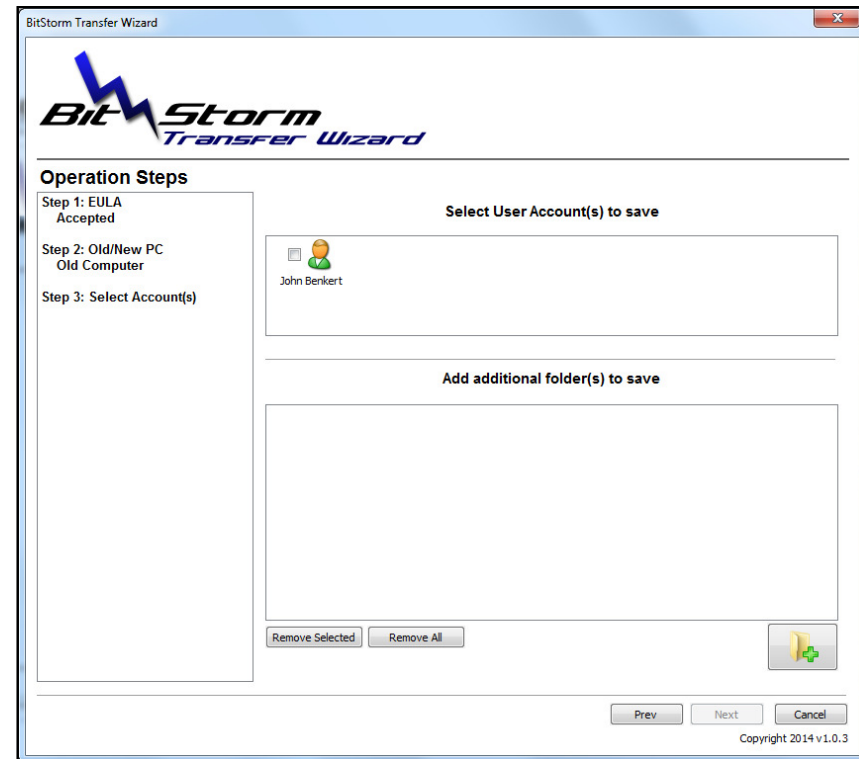 BitStorm Transfer Wizard
x
Bit Storm
Transfer Wizard
Operation Steps
Step 1: EULA
Accepted
Step 2: Old/New PC
Old Computer
Step 3: Select Account(s)
Select User Account(s) to save
John Benkert
Add additional folder(s) to save
Remove Selected
Remove All
Prev
Next
Cancel
Copyright 2014 v1.0.3